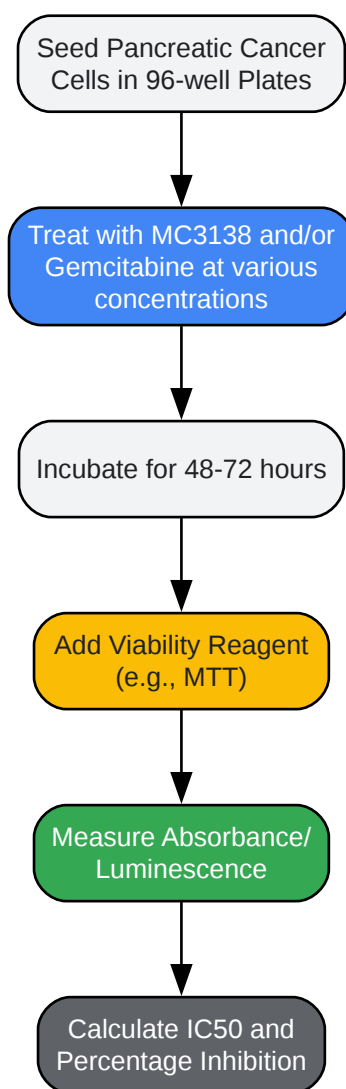 Seed Pancreatic Cancer
Cells in 96-well Plates
Treat with MC3138 and/or
Gemcitabine at various
concentrations
Incubate for 48-72 hours
Add Viability Reagent
(e.g., MTT)
Measure Absorbance/
Luminescence
Calculate IC50 and
Percentage Inhibition